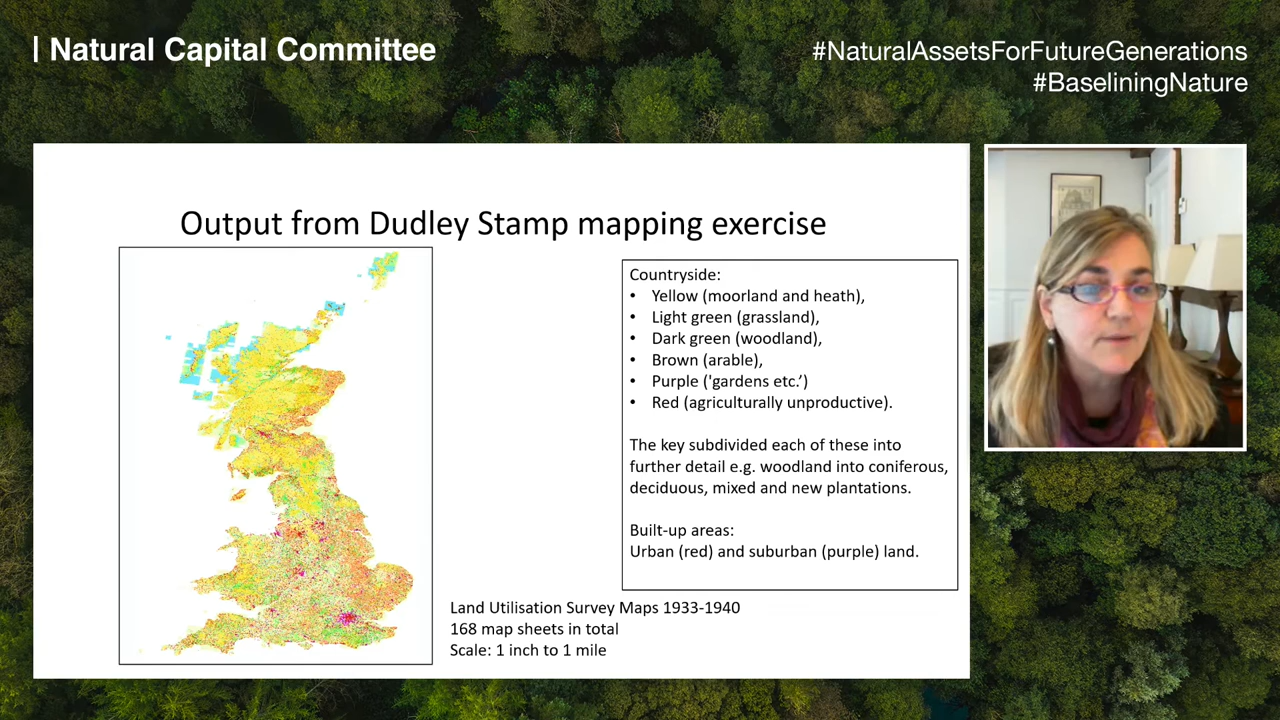 | Natural Capital Committee
#NaturalAssetsForFutureGenerations
#BaseliningNature
Output from Dudley Stamp mapping exercise
Countryside:
• Yellow (moorland and heath),
• Light green (grassland),
• Dark green (woodland),
• Brown (arable),
• Purple ('gardens etc.’)
• Red (agriculturally unproductive).
The key subdivided each of these into
further detail e.g. woodland into coniferous,
deciduous, mixed and new plantations.
Built-up areas:
Urban (red) and suburban (purple) land.
Land Utilisation Survey Maps 1933-1940
168 map sheets in total
Scale: 1 inch to 1 mile